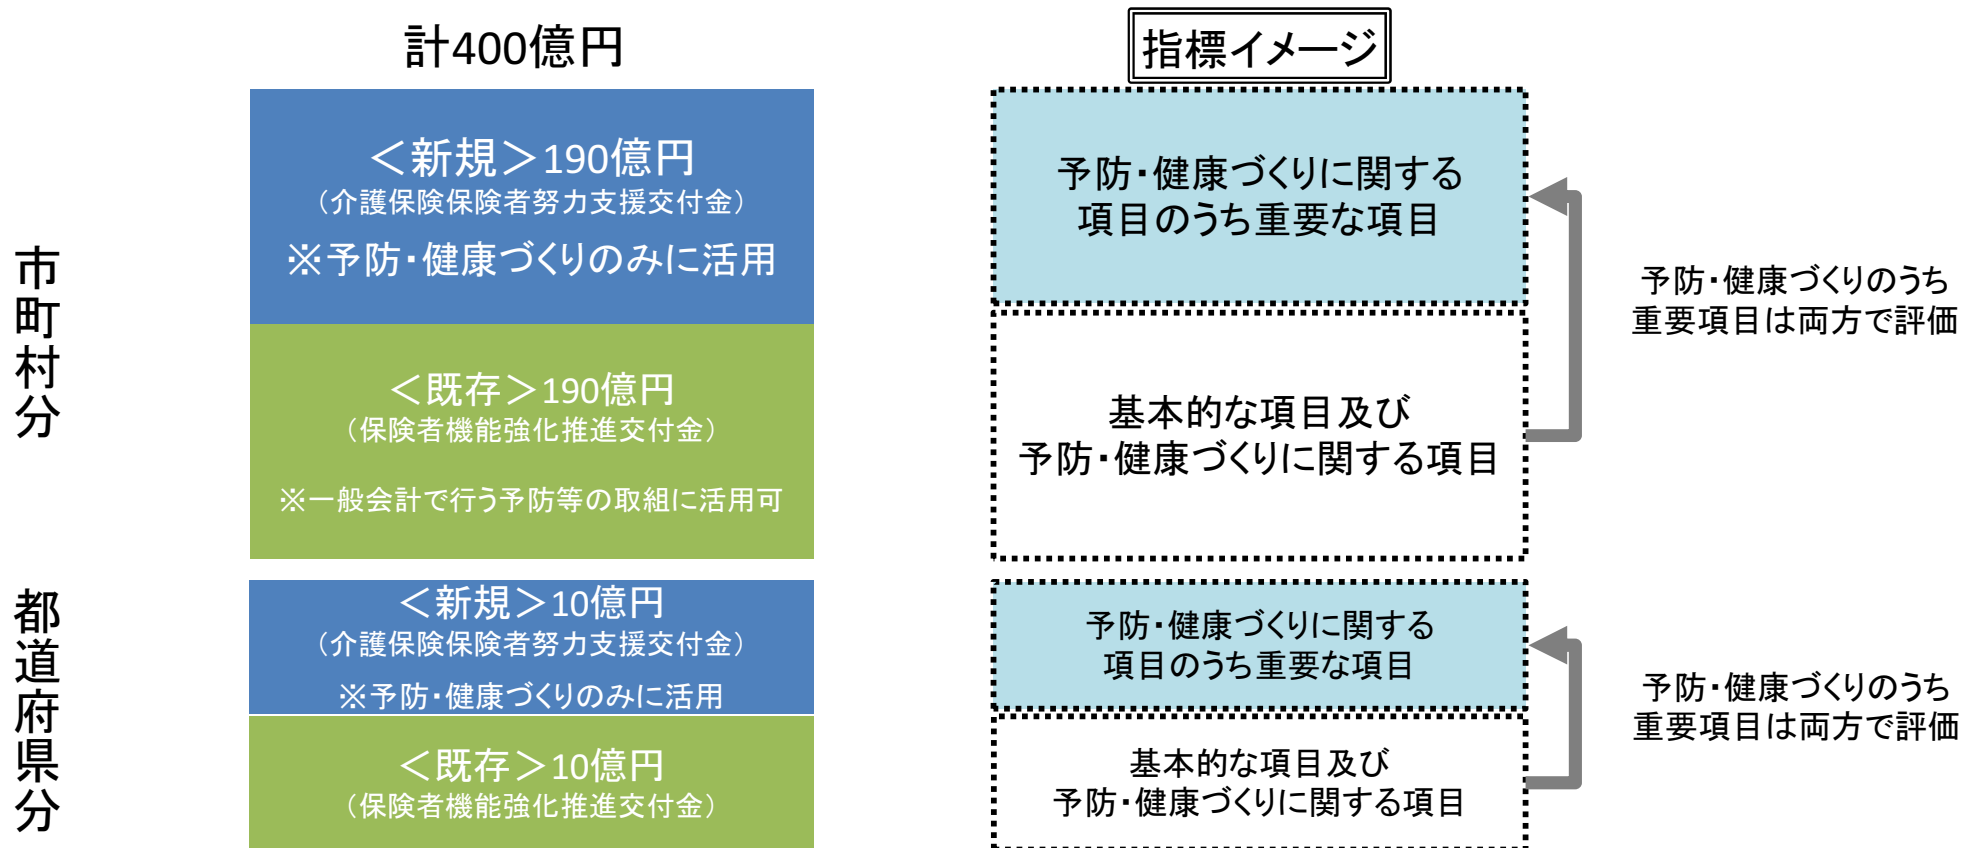 計400億円
指標イメージ
市町村分
＜新規＞190億円
（介護保険保険者努力支援交付金）
※予防・健康づくりのみに活用
＜既存＞190億円
（保険者機能強化推進交付金）
※一般会計で行う予防等の取組に活用可
予防・健康づくりに関する
項目のうち重要な項目
基本的な項目及び
予防・健康づくりに関する項目
予防・健康づくりのうち
重要項目は両方で評価
都道府県分
＜新規＞10億円
（介護保険保険者努力支援交付金）
※予防・健康づくりのみに活用
＜既存＞10億円
（保険者機能強化推進交付金）
予防・健康づくりに関する
項目のうち重要な項目
基本的な項目及び
予防・健康づくりに関する項目
予防・健康づくりのうち
重要項目は両方で評価